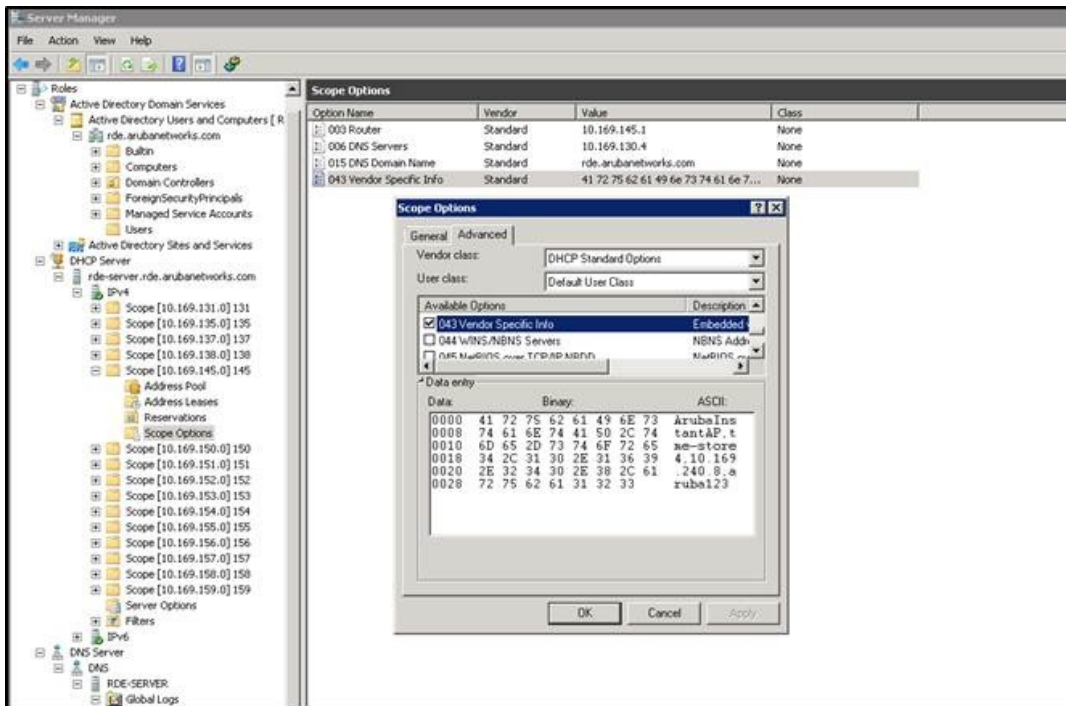 Server Manager
File Action View Help
Roles
Active Directory Domain Services
Active Directory Users and Computers [ R
rde.arubanetworks.com
Builtin
Computers
Domain Controllers
ForeignSecurityPrincipals
Managed Service Accounts
Users
Active Directory Sites and Services
DHCP Server
rde-server.rde.arubanetworks.com
IPv4
Scope [10.169.131.0] 131
Scope [10.169.135.0] 135
Scope [10.169.137.0] 137
Scope [10.169.138.0] 138
Scope [10.169.145.0] 145
Address Pool
Address Leases
Reservations
Scope Options
Scope [10.169.150.0] 150
Scope [10.169.151.0] 151
Scope [10.169.152.0] 152
Scope [10.169.153.0] 153
Scope [10.169.154.0] 154
Scope [10.169.155.0] 155
Scope [10.169.156.0] 156
Scope [10.169.157.0] 157
Scope [10.169.158.0] 158
Scope [10.169.159.0] 159
Server Options
Filters
IPv6
DNS Server
DNS
RDE-SERVER
Global Logs
Scope Options
Option Name Vendor Value Class
003 Router Standard 10.169.145.1 None
006 DNS Servers Standard 10.169.130.4 None
015 DNS Domain Name Standard rde.arubanetworks.com None
043 Vendor Specific Info Standard 41 72 75 62 61 49 6e 73 74 61 6e 7... None
Scope Options
General Advanced
Vendor class: DHCP Standard Options
User class: Default User Class
Available Options Description
043 Vendor Specific Info Embedded
044 WINS/NBNS Servers NBNS Addr
045 NetBIOS over TCP/IP NBDD NetBIOS
Data entry
Data: Binary: ASCII:
0000 41 72 75 62 61 49 6E 73 ArubaIns
0008 74 61 6E 74 41 50 2C 74 tantAP,t
0010 6D 65 2D 73 74 6F 72 65 me-store
0018 34 2C 31 30 2E 31 36 39 4,10.169
0020 2E 32 34 30 2E 38 2C 61 .240.8,a
0028 72 75 62 61 31 32 33 ruba123
OK Cancel Apply